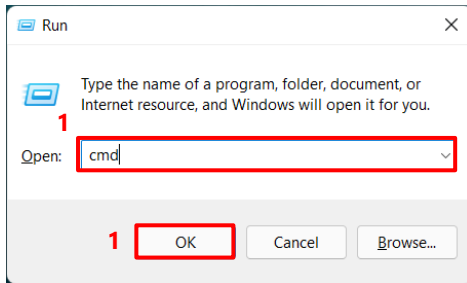 Run
Type the name of a program, folder, document, or
Internet resource, and Windows will open it for you.
1
Open: cmd
1 OK Cancel Browse...